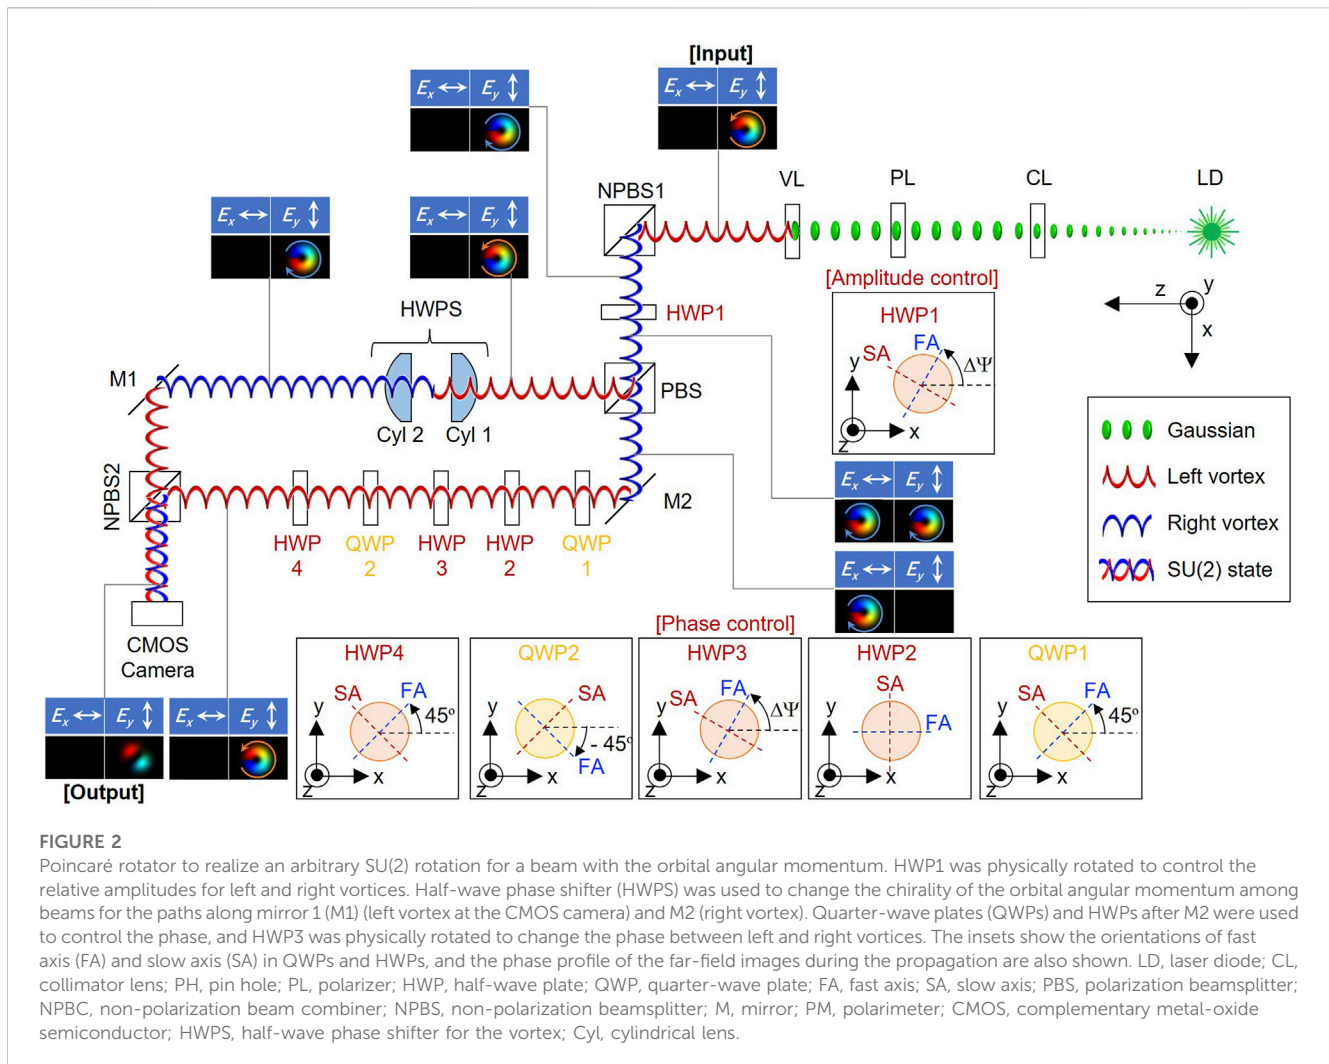 [Input]
Ex Ey
Ex Ey
NPBS1
VL
PL
CL
LD
Ex Ey
Ex Ey
[Amplitude control]
HWP1
HWP1
FA
SA
ΔΨ
y
x
z
z
y
x
HWPS
M1
PBS
Cyl 2
Cyl 1
Gaussian
Left vortex
Right vortex
SU(2) state
NPBS2
M2
HWP
4
QWP
2
HWP
3
HWP
2
QWP
1
Ex Ey
Ex Ey
CMOS
Camera
[Phase control]
HWP4
SA
FA
45º
y
x
z
QWP2
SA
- 45º
FA
y
x
z
HWP3
SA
FA
ΔΨ
y
x
z
HWP2
SA
FA
y
x
z
QWP1
SA
FA
45º
y
x
z
Ex Ey
Ex Ey
[Output]
FIGURE 2
Poincaré rotator to realize an arbitrary SU(2) rotation for a beam with the orbital angular momentum. HWP1 was physically rotated to control the
relative amplitudes for left and right vortices. Half-wave phase shifter (HWPS) was used to change the chirality of the orbital angular momentum among
beams for the paths along mirror 1 (M1) (left vortex at the CMOS camera) and M2 (right vortex). Quarter-wave plates (QWPs) and HWPs after M2 were used
to control the phase, and HWP3 was physically rotated to change the phase between left and right vortices. The insets show the orientations of fast
axis (FA) and slow axis (SA) in QWPs and HWPs, and the phase profile of the far-field images during the propagation are also shown. LD, laser diode; CL,
collimator lens; PH, pin hole; PL, polarizer; HWP, half-wave plate; QWP, quarter-wave plate; FA, fast axis; SA, slow axis; PBS, polarization beamsplitter;
NPBC, non-polarization beam combiner; NPBS, non-polarization beamsplitter; M, mirror; PM, polarimeter; CMOS, complementary metal-oxide
semiconductor; HWPS, half-wave phase shifter for the vortex; Cyl, cylindrical lens.